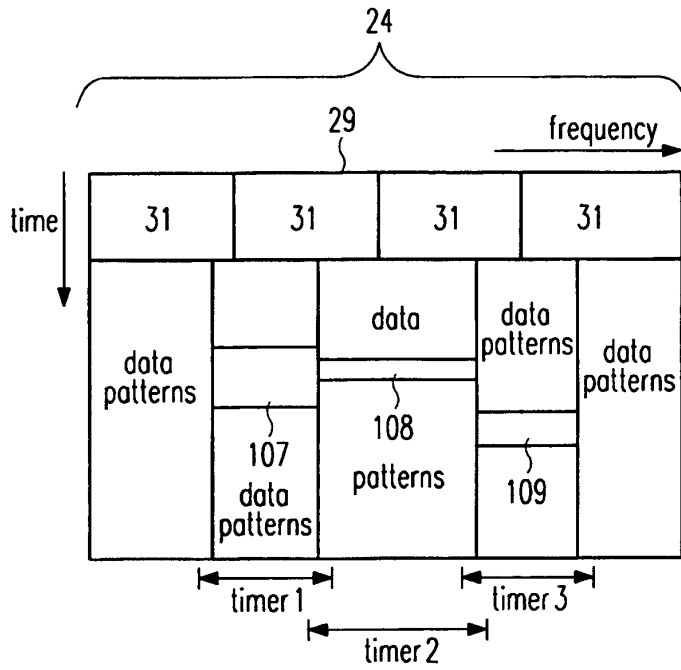 24
29
frequency
time
31 31 31 31
data
patterns
data
data
patterns
data
patterns
107
108
109
data
patterns
patterns
timer 1
timer 3
timer 2